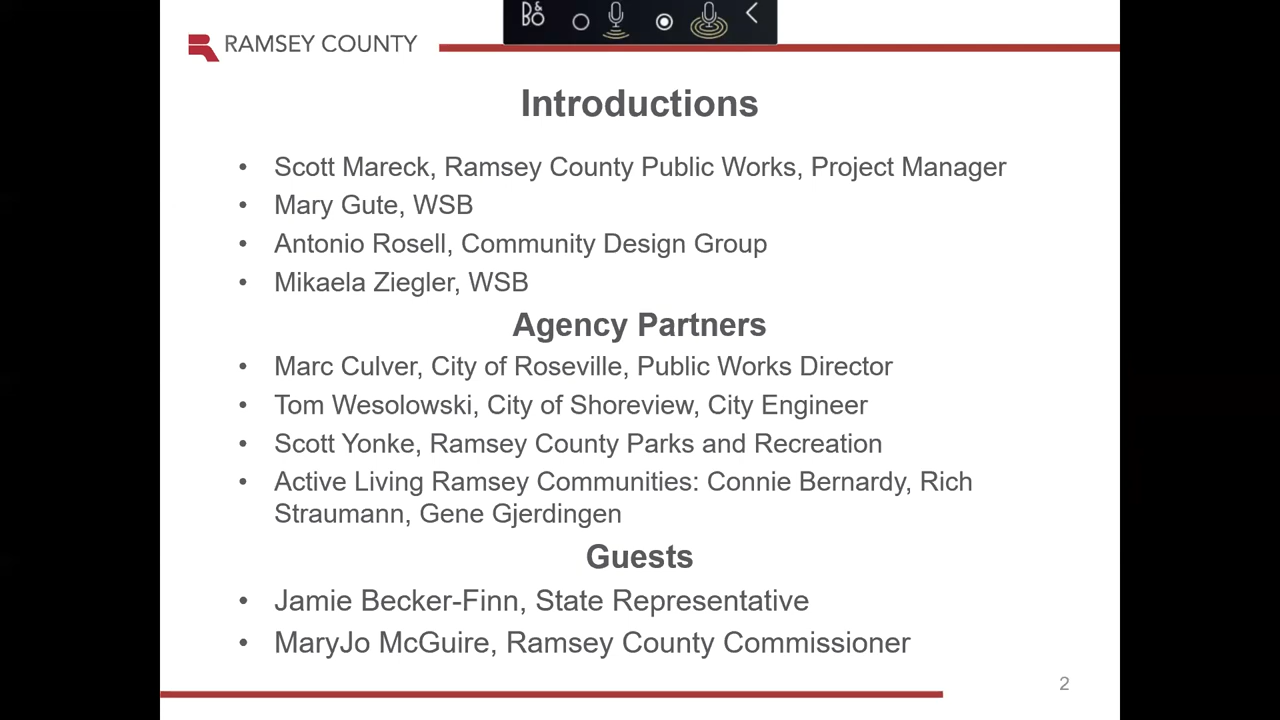 B&O
RAMSEY COUNTY
Introductions
• Scott Mareck, Ramsey County Public Works, Project Manager
• Mary Gute, WSB
• Antonio Rosell, Community Design Group
• Mikaela Ziegler, WSB
Agency Partners
• Marc Culver, City of Roseville, Public Works Director
• Tom Wesolowski, City of Shoreview, City Engineer
• Scott Yonke, Ramsey County Parks and Recreation
• Active Living Ramsey Communities: Connie Bernardy, Rich
Straumann, Gene Gjerdingen
Guests
• Jamie Becker-Finn, State Representative
• MaryJo McGuire, Ramsey County Commissioner
2